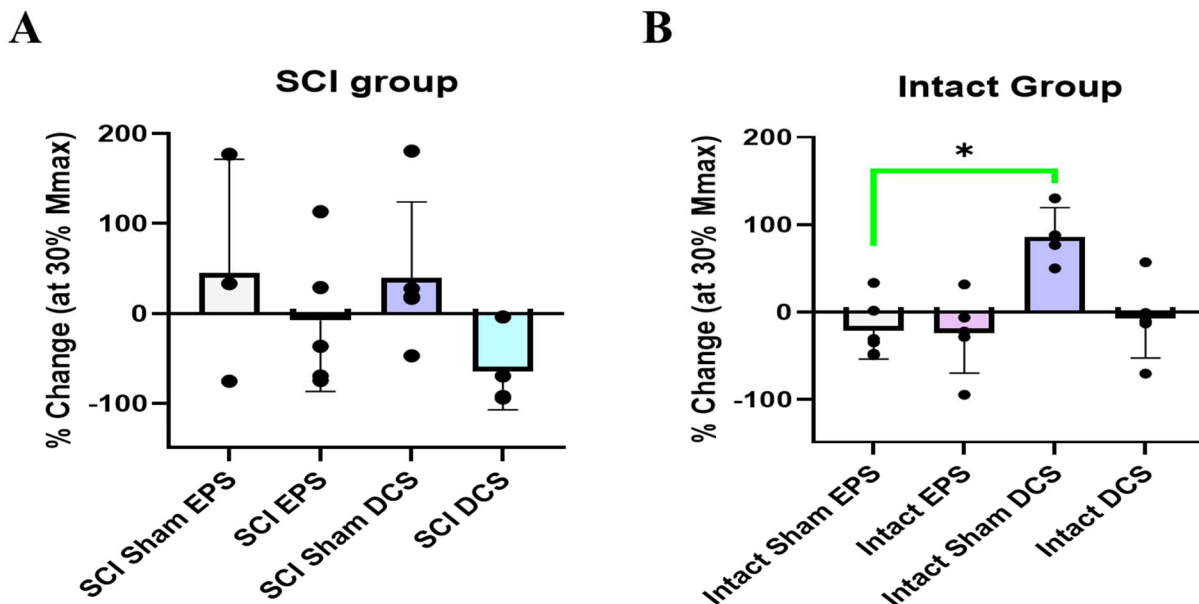 A
SCI group
% Change (at 30% Mmax)
200
100
0
-100
SCI Sham EPS
SCI EPS
SCI Sham DCS
SCI DCS
B
Intact Group
% Change (at 30% Mmax)
200
100
0
-100
*
Intact Sham EPS
Intact EPS
Intact Sham DCS
Intact DCS